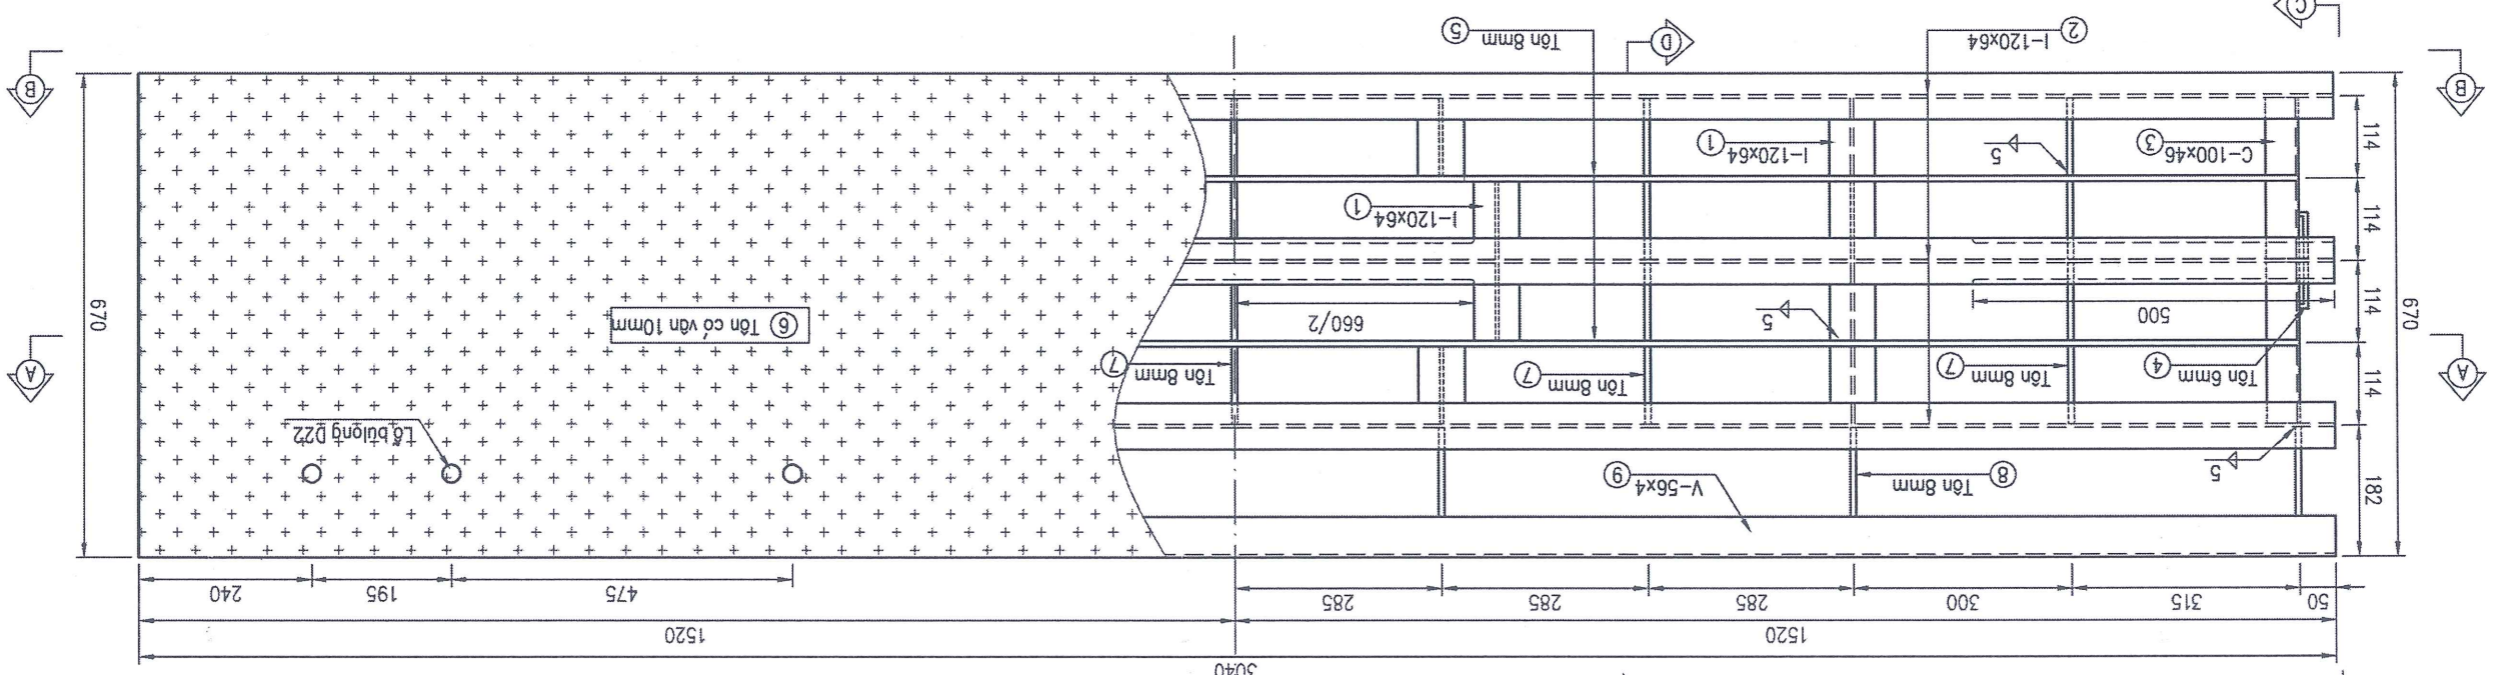 3040
1520
1520
50
315
300
285
285
285
475
195
240
182
V-56x4 9
8 Tôn 8mm
5
Lỗ bulong D22
A
4 Tôn 6mm
7 Tôn 8mm
7 Tôn 8mm
7 Tôn 8mm
114
A
670
500
5
660/2
6 Tôn có vân 10mm
670
114
114
I-120x64 1
C-100x46 3
5
I-120x64 1
114
B
B
2 I-120x64
D
Tôn 8mm 5
C